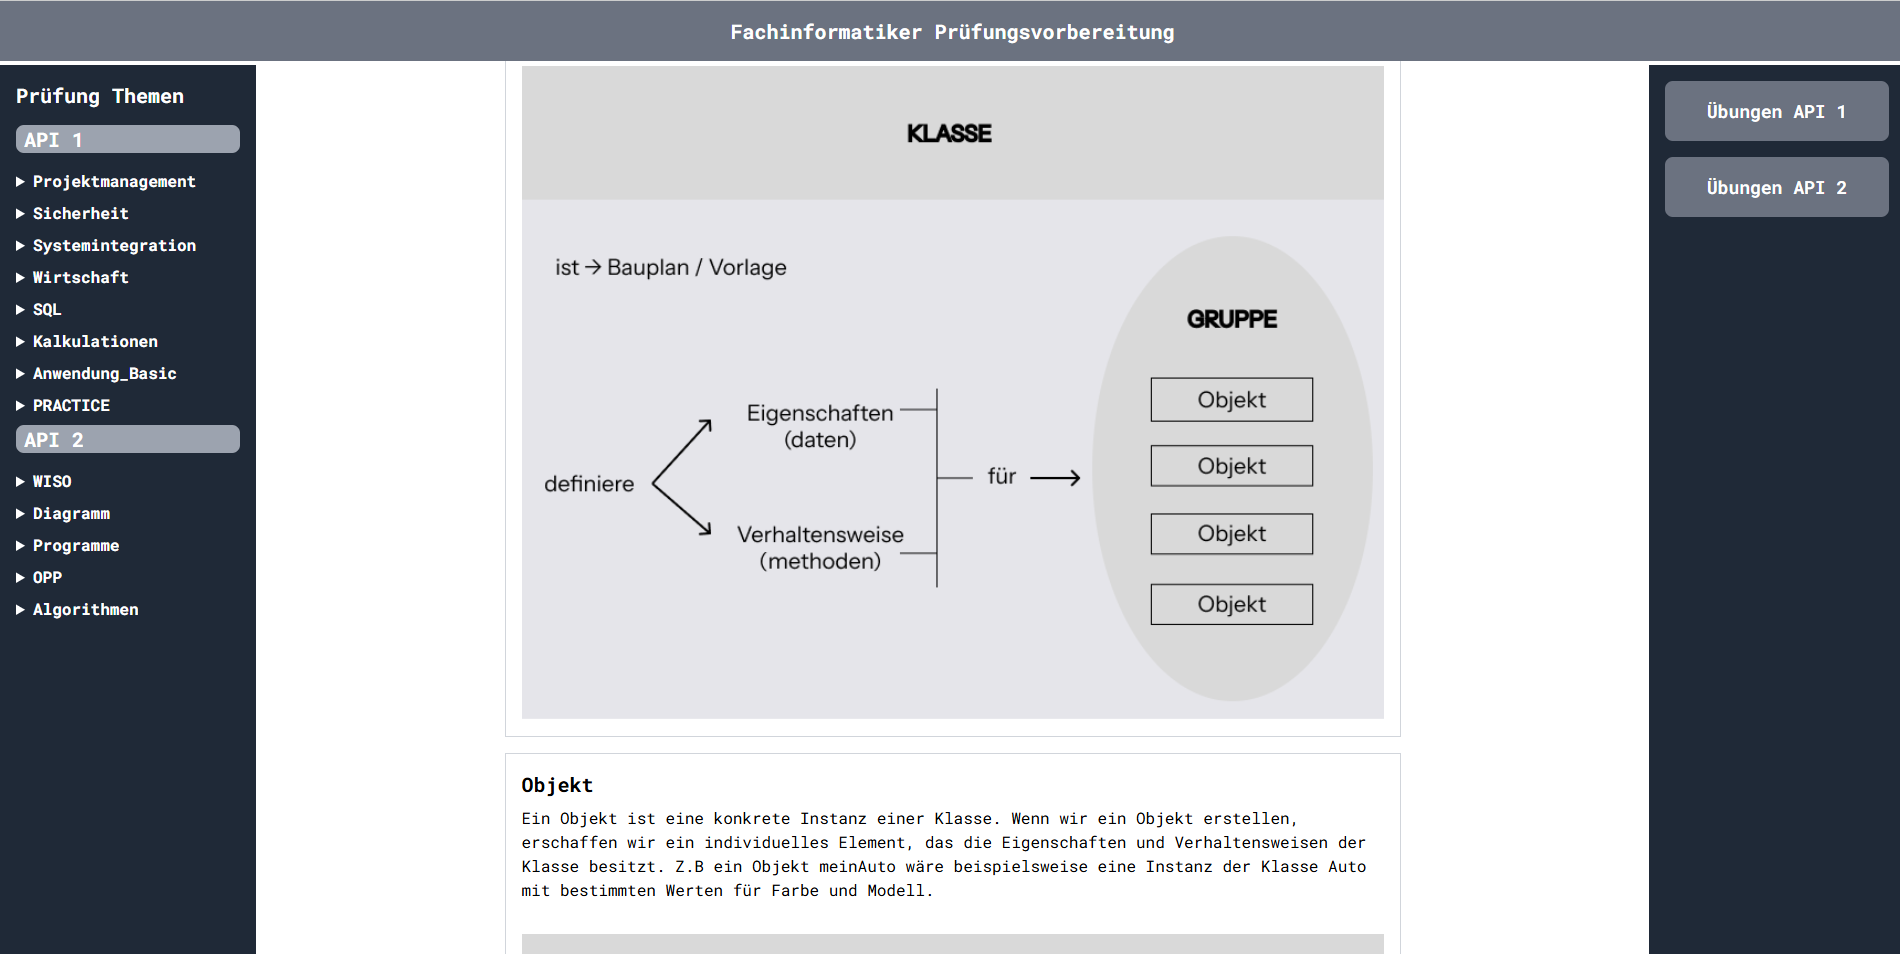 Fachinformatiker Prüfungsvorbereitung
Prüfung Themen
API 1
Projektmanagement
Sicherheit
Systemintegration
Wirtschaft
SQL
Kalkulationen
Anwendung_Basic
PRACTICE
API 2
WISO
Diagramm
Programme
OPP
Algorithmen
KLASSE
ist → Bauplan / Vorlage
definiere
Eigenschaften
(daten)
Verhaltensweise
(methoden)
für
GRUPPE
Objekt
Objekt
Objekt
Objekt
Objekt
Ein Objekt ist eine konkrete Instanz einer Klasse. Wenn wir ein Objekt erstellen,
erschaffen wir ein individuelles Element, das die Eigenschaften und Verhaltensweisen der
Klasse besitzt. Z.B ein Objekt meinAuto wäre beispielsweise eine Instanz der Klasse Auto
mit bestimmten Werten für Farbe und Modell.
Übungen API 1
Übungen API 2